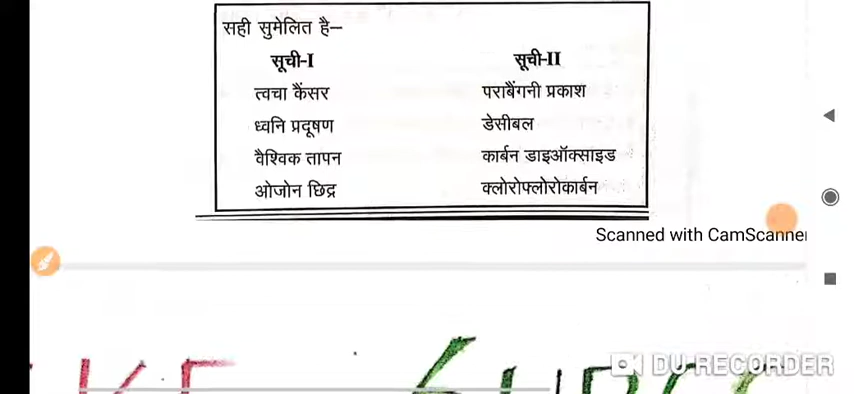 सही सुमेलित है–
सूची-I सूची-II
त्वचा कैंसर पराबैंगनी प्रकाश
ध्वनि प्रदूषण डेसीबल
वैश्विक तापन कार्बन डाइऑक्साइड
ओजोन छिद्र क्लोरोफ्लोरोकार्बन
Scanned with CamScanner
DU RECORDER